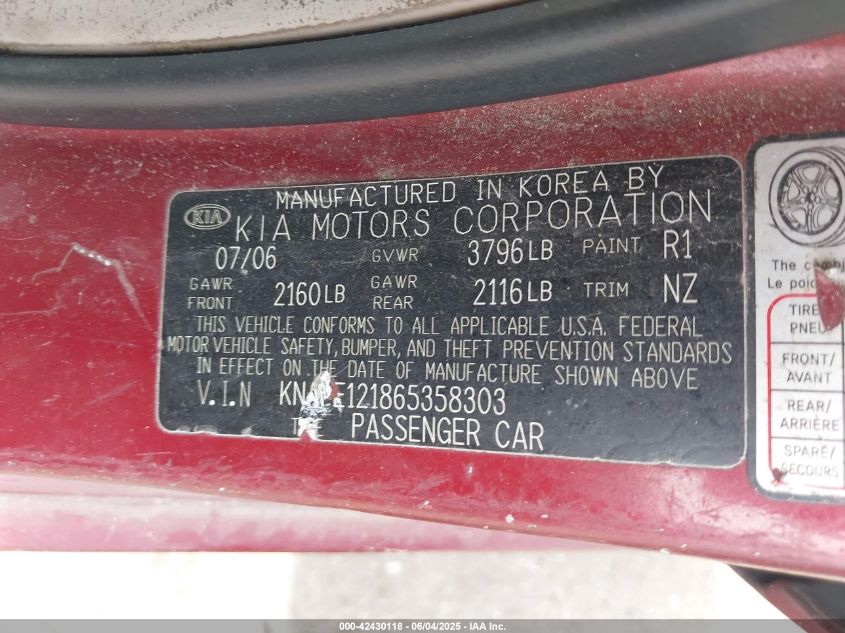 MANUFACTURED IN KOREA BY
KIA KIA MOTORS CORPORATION
07/06 GVWR 3796LB PAINT R1
GAWR FRONT 2160LB GAWR REAR 2116LB TRIM NZ
THIS VEHICLE CONFORMS TO ALL APPLICABLE U.S.A. FEDERAL
MOTOR VEHICLE SAFETY, BUMPER, AND THEFT PREVENTION STANDARDS
IN EFFECT ON THE DATE OF MANUFACTURE SHOWN ABOVE
V.I.N
PASSENGER CAR
The
Le
TIRE
PNEU
FRONT/
AVANT
REAR/
ARRIÈRE
SPARE/
SECOURS
000-42430118 - 06/04/2025 - IAA Inc.